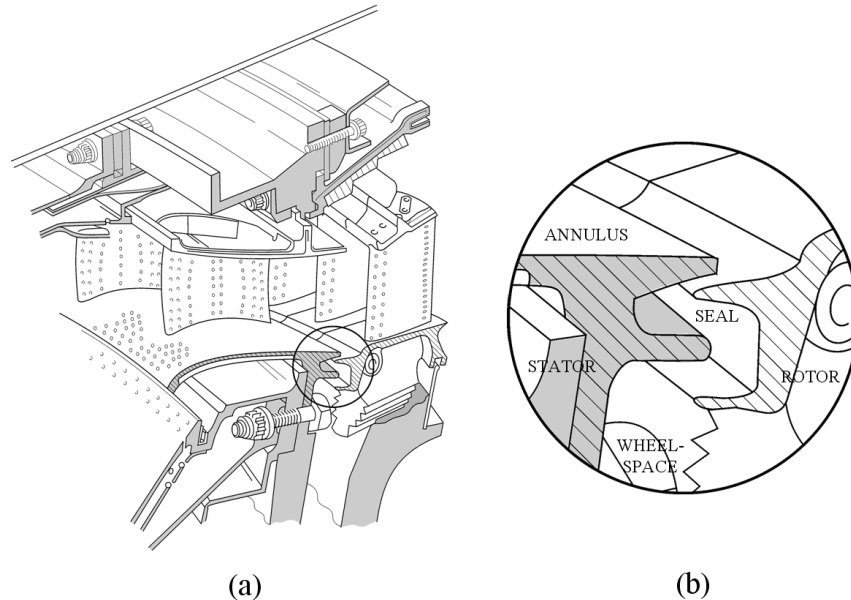 ANNULUS
SEAL
STATOR
ROTOR
WHEEL-
SPACE
(a)
(b)